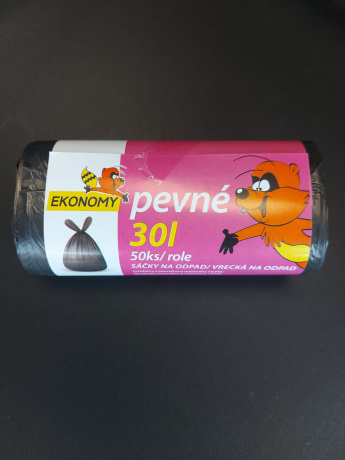 EKONOMY
pevné
30l
50ks/role
SÁČKY NA ODPAD/ VRECKÁ NA ODPAD